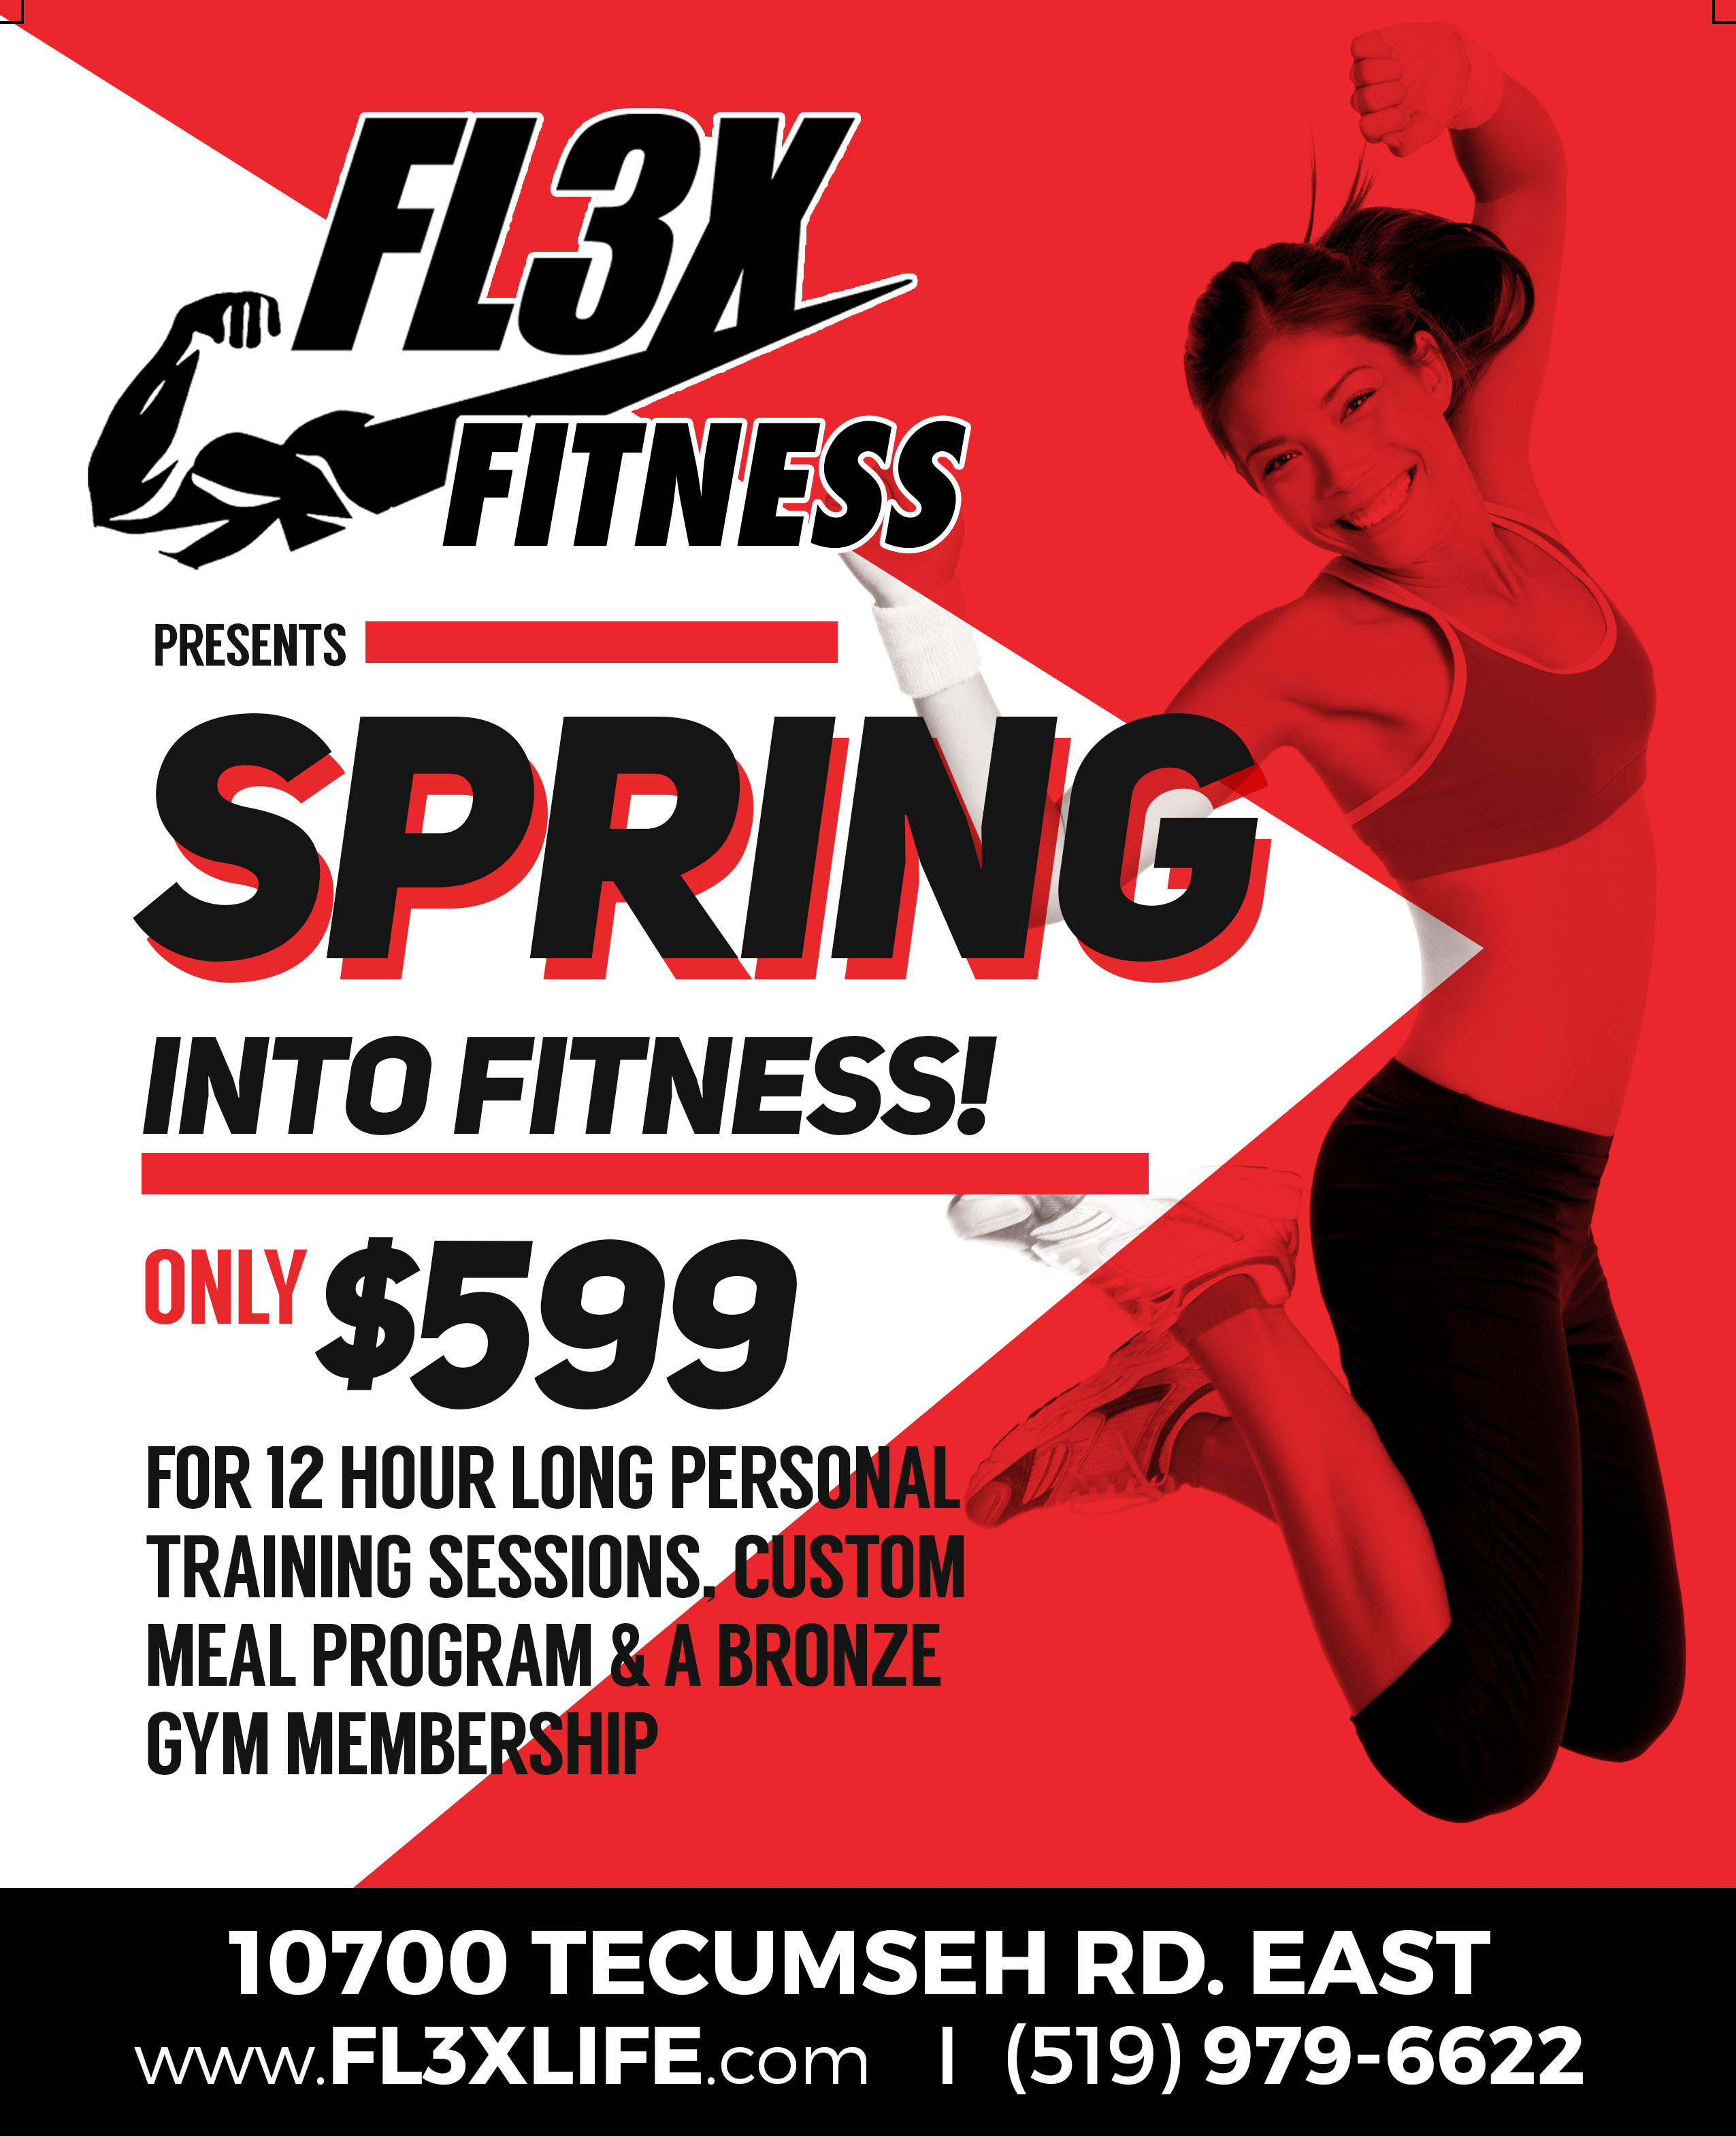 FL3X
FITNESS
PRESENTS
SPRING
INTO FITNESS!
ONLY $599
FOR 12 HOUR LONG PERSONAL
TRAINING SESSIONS, CUSTOM
MEAL PROGRAM & A BRONZE
GYM MEMBERSHIP
10700 TECUMSEH RD. EAST
www.FL3XLIFE.com | (519) 979-6622